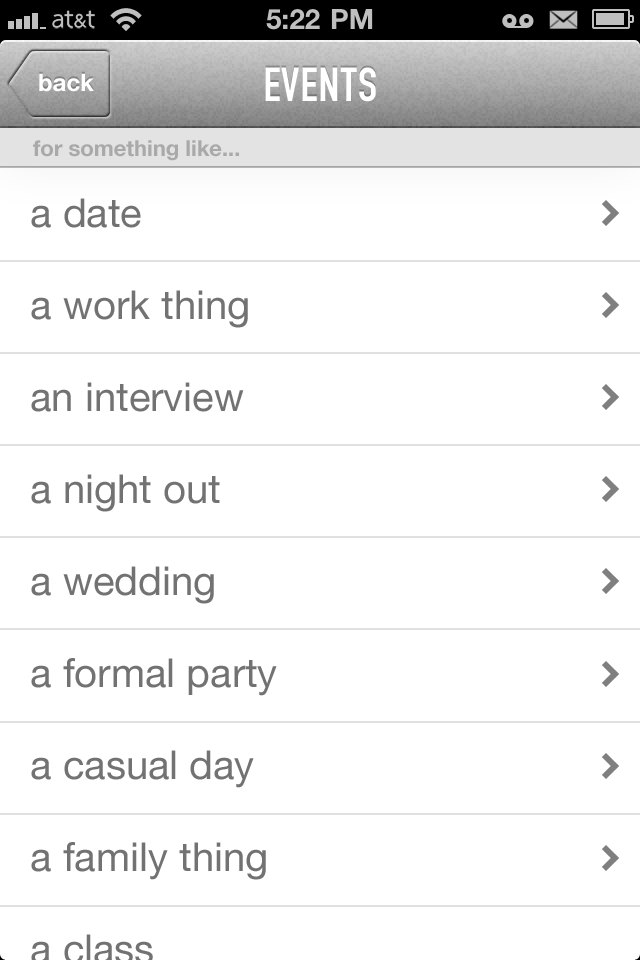 at&t 5:22 PM
back EVENTS
for something like...
a date
a work thing
an interview
a night out
a wedding
a formal party
a casual day
a family thing
a class